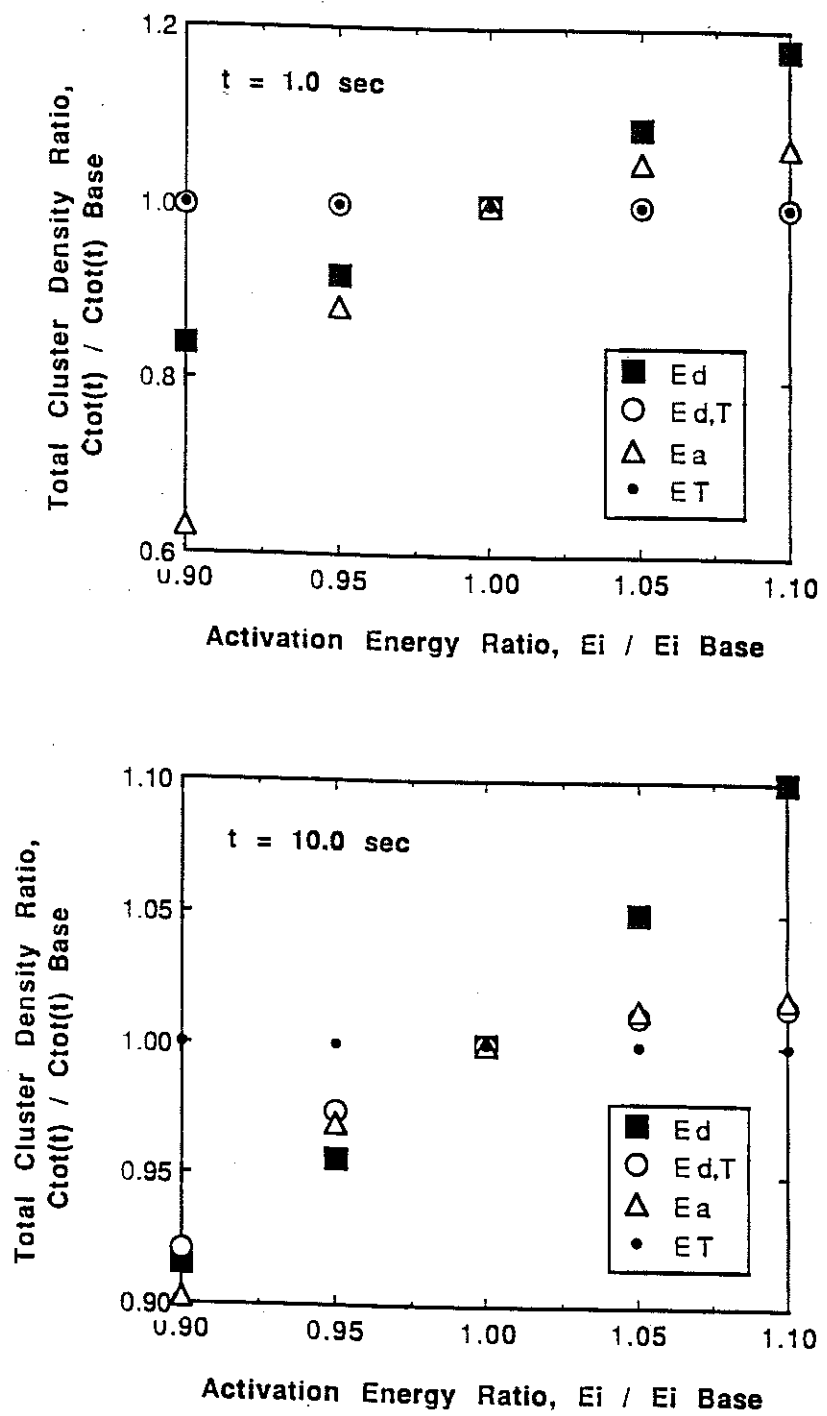 1.2
t = 1.0 sec
1.0
0.8
0.6
Total Cluster Density Ratio,
Ctot(t) / Ctot(t) Base
Ed
Ed,T
Ea
ET
0.90 0.95 1.00 1.05 1.10
Activation Energy Ratio, Ei / Ei Base
1.10
t = 10.0 sec
1.05
1.00
0.95
0.90
Total Cluster Density Ratio,
Ctot(t) / Ctot(t) Base
Ed
Ed,T
Ea
ET
0.90 0.95 1.00 1.05 1.10
Activation Energy Ratio, Ei / Ei Base